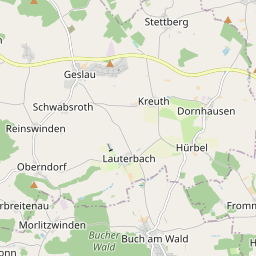 Stettberg
Geslau
Schwabsroth
Kreuth
Dornhausen
Reinswinden
Hürbel
Lauterbach
Oberndorf
Morlitzwinden
Bucher
Wald
Buch am Wald